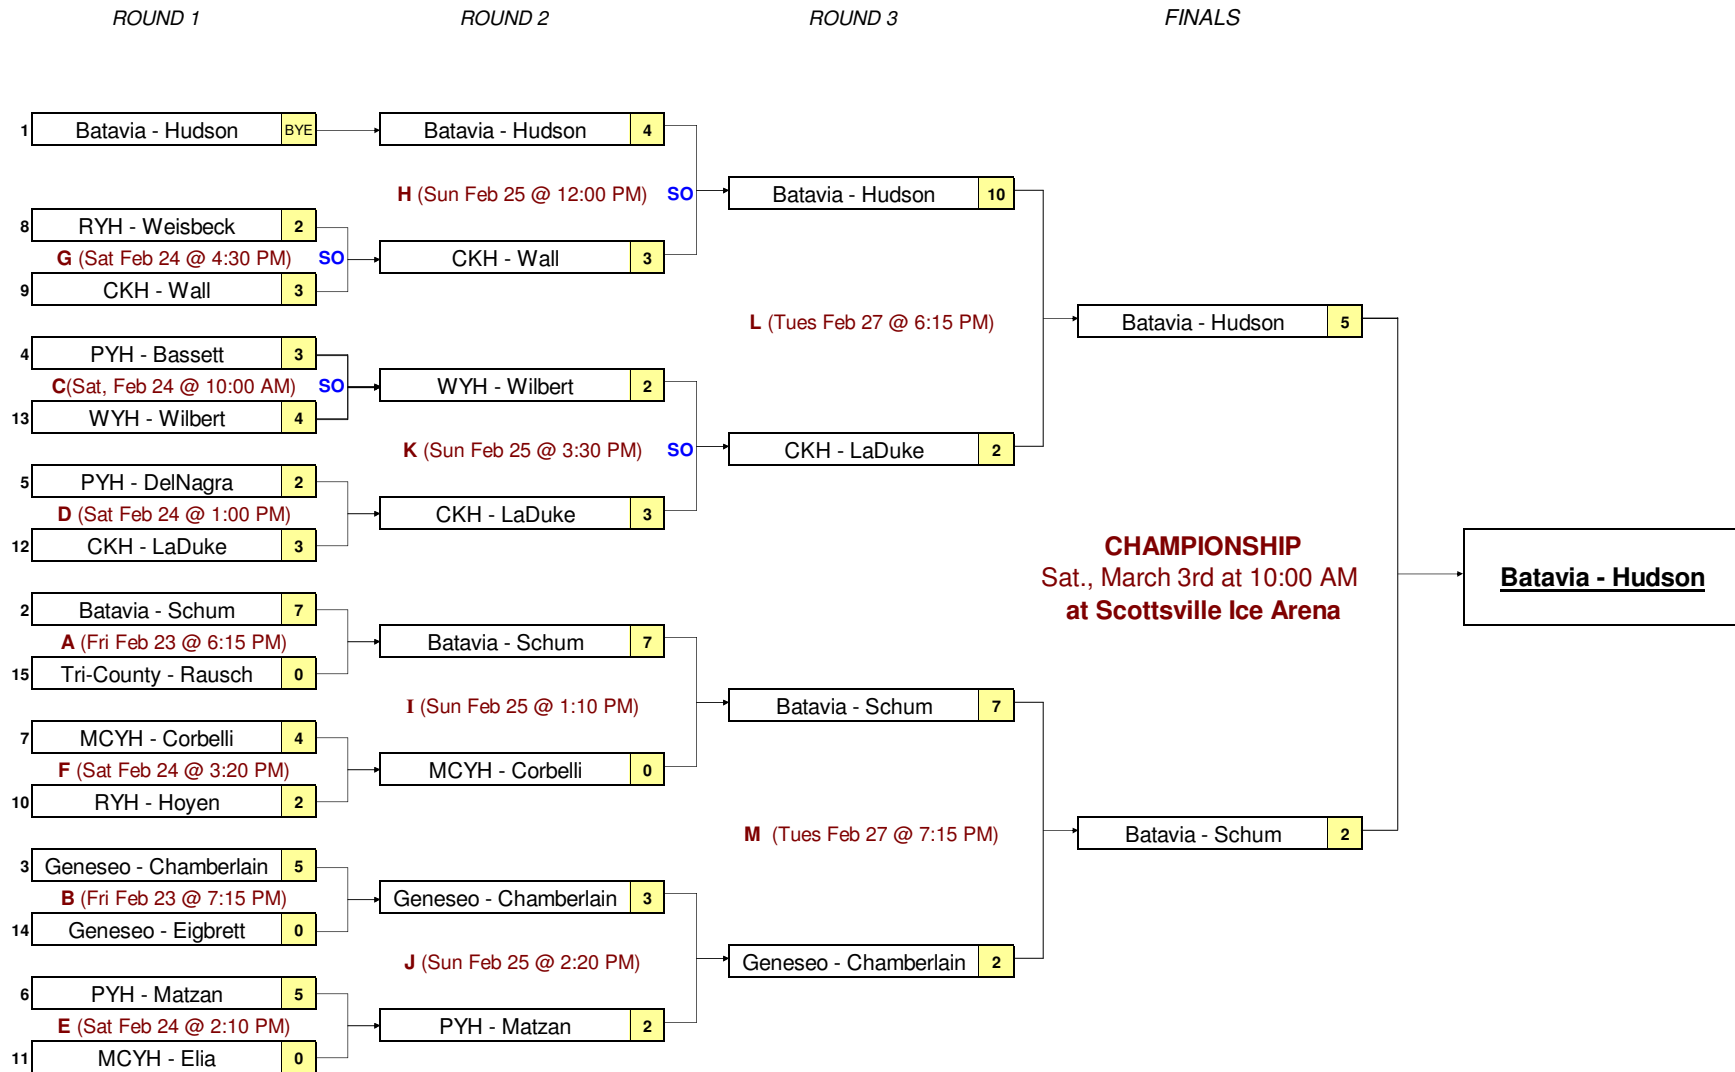 ROUND 1 ROUND 2 ROUND 3 FINALS
1 Batavia - Hudson BYE
Batavia - Hudson 4
H (Sun Feb 25 @ 12:00 PM) SO
Batavia - Hudson 10
8 RYH - Weisbeck 2
G (Sat Feb 24 @ 4:30 PM) SO
CKH - Wall 3
9 CKH - Wall 3
L (Tues Feb 27 @ 6:15 PM)
Batavia - Hudson 5
4 PYH - Bassett 3
C(Sat, Feb 24 @ 10:00 AM) SO
WYH - Wilbert 2
13 WYH - Wilbert 4
K (Sun Feb 25 @ 3:30 PM) SO
CKH - LaDuke 2
5 PYH - DelNagra 2
D (Sat Feb 24 @ 1:00 PM)
CKH - LaDuke 3
12 CKH - LaDuke 3
CHAMPIONSHIP
Sat., March 3rd at 10:00 AM
at Scottsville Ice Arena
Batavia - Hudson
2 Batavia - Schum 7
A (Fri Feb 23 @ 6:15 PM)
Batavia - Schum 7
15 Tri-County - Rausch 0
I (Sun Feb 25 @ 1:10 PM)
Batavia - Schum 7
7 MCYH - Corbelli 4
F (Sat Feb 24 @ 3:20 PM)
MCYH - Corbelli 0
10 RYH - Hoyen 2
M (Tues Feb 27 @ 7:15 PM)
Batavia - Schum 2
3 Geneseo - Chamberlain 5
B (Fri Feb 23 @ 7:15 PM)
Geneseo - Chamberlain 3
14 Geneseo - Eigbrett 0
J (Sun Feb 25 @ 2:20 PM)
Geneseo - Chamberlain 2
6 PYH - Matzan 5
E (Sat Feb 24 @ 2:10 PM)
PYH - Matzan 2
11 MCYH - Elia 0